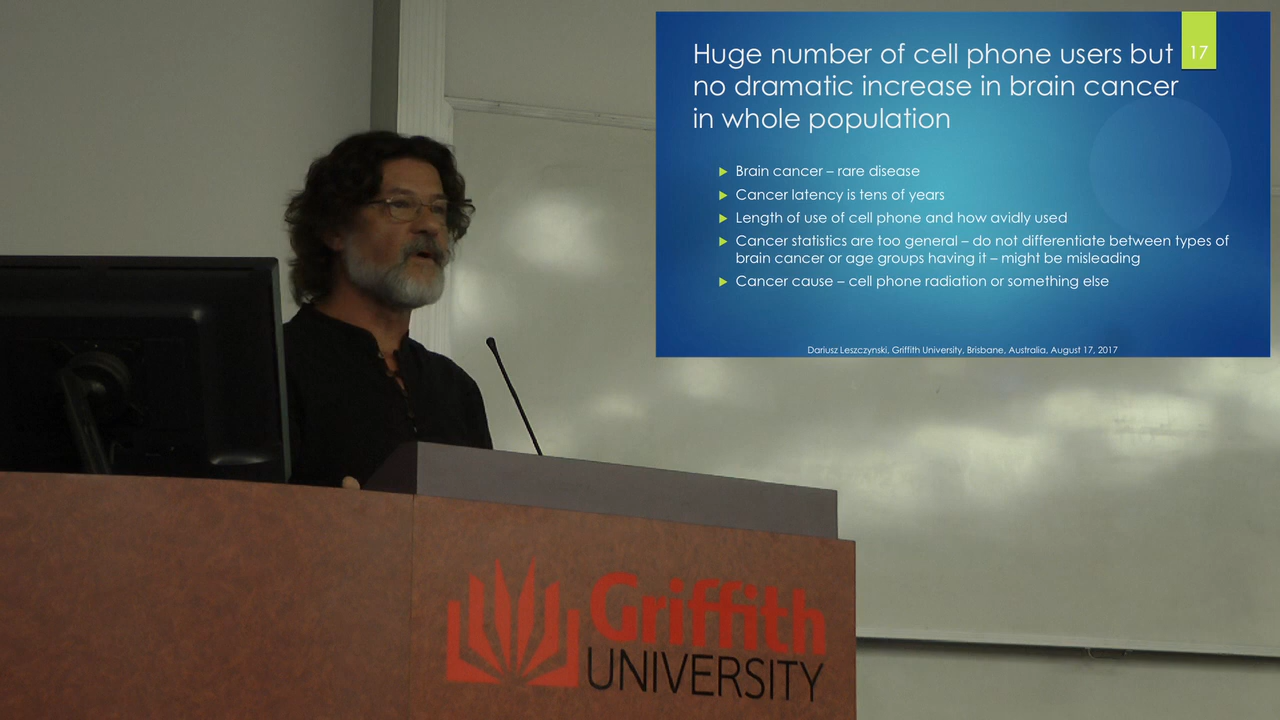 Huge number of cell phone users but
no dramatic increase in brain cancer
in whole population
17
▶ Brain cancer – rare disease
▶ Cancer latency is tens of years
▶ Length of use of cell phone and how avidly used
▶ Cancer statistics are too general – do not differentiate between types of
brain cancer or age groups having it – might be misleading
▶ Cancer cause – cell phone radiation or something else
Dariusz Leszczynski, Griffith University, Brisbane, Australia, August 17, 2017
Griffith
UNIVERSITY